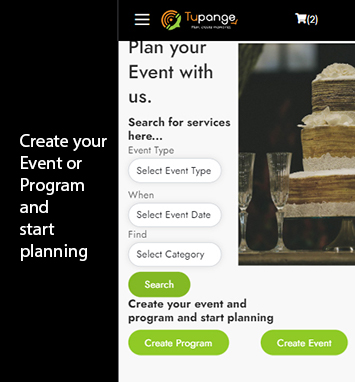 Tupange
(2)
Plan your
Event with
us.
Search for services
here...
Event Type
Select Event Type
When
Select Event Date
Find
Select Category
Search
Create your event and
program and start planning
Create Program
Create Event
Create your
Event or
Program
and
start
planning